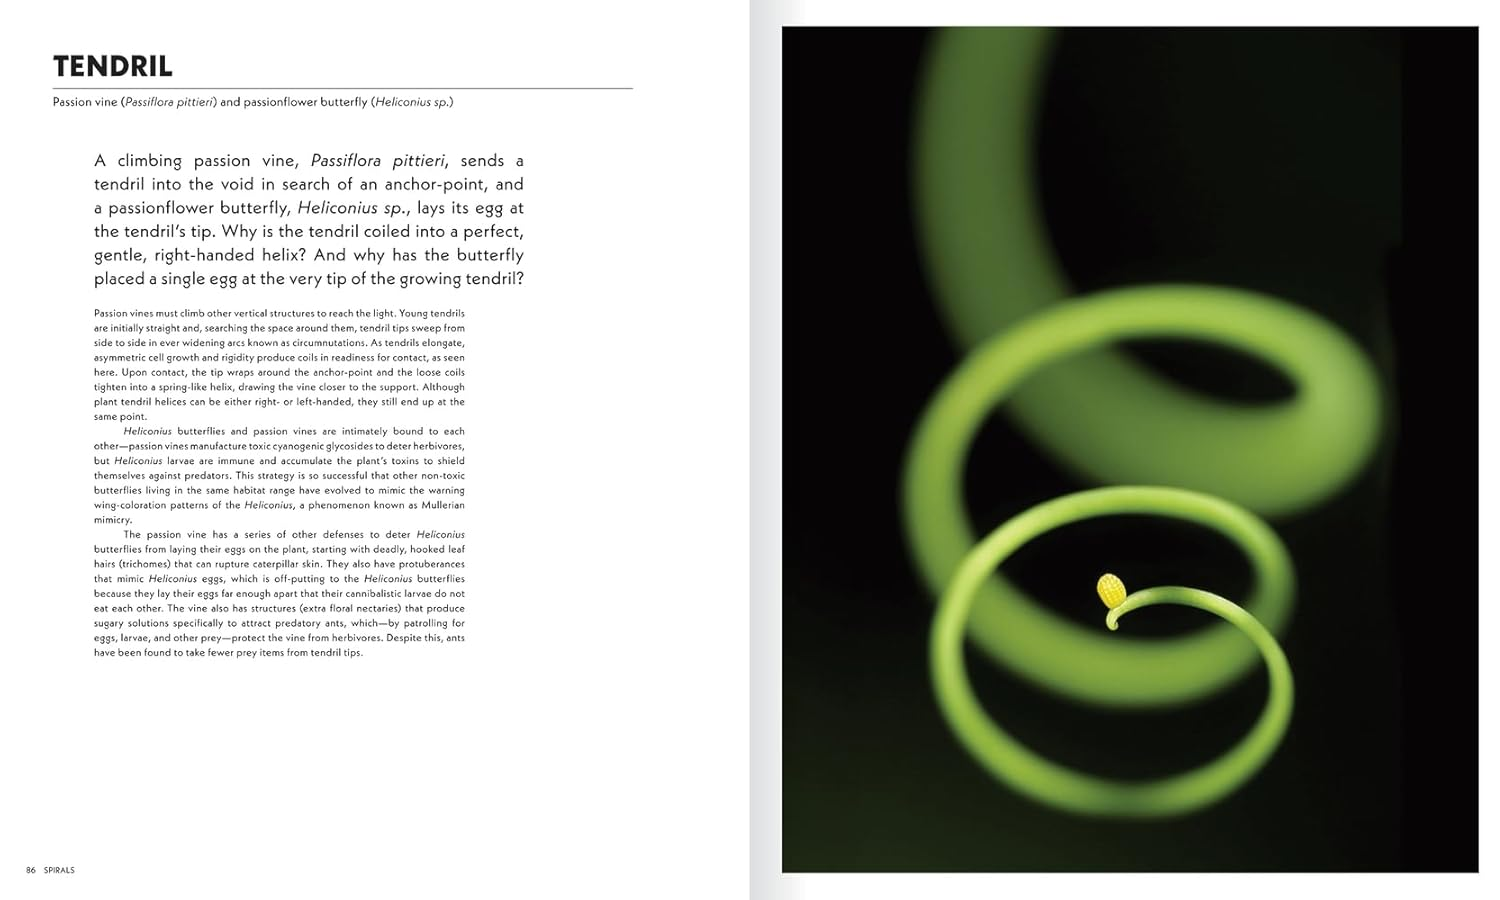 TENDRIL
Passion vine (Passiflora pittieri) and passionflower butterfly (Heliconius sp.)
A climbing passion vine, Passiflora pittieri, sends a
tendril into the void in search of an anchor-point, and
a passionflower butterfly, Heliconius sp., lays its egg at
the tendril's tip. Why is the tendril coiled into a perfect,
gentle, right-handed helix? And why has the butterfly
placed a single egg at the very tip of the growing tendril?
Passion vines must climb other vertical structures to reach the light. Young tendrils
are initially straight and, searching the space around them, tendril tips sweep from
side to side in ever widening arcs known as circumnutations. As tendrils elongate,
asymmetric cell growth and rigidity produce coils in readiness for contact, as seen
here. Upon contact, the tip wraps around the anchor-point and the loose coils
tighten into a spring-like helix, drawing the vine closer to the support. Although
plant tendril helices can be either right- or left-handed, they still end up at the
same point.
Heliconius butterflies and passion vines are intimately bound to each
other—passion vines manufacture toxic cyanogenic glycosides to deter herbivores,
but Heliconius larvae are immune and accumulate the plant's toxins to shield
themselves against predators. This strategy is so successful that other non-toxic
butterflies living in the same habitat range have evolved to mimic the warning
wing-coloration patterns of the Heliconius, a phenomenon known as Mullerian
mimicry.
The passion vine has a series of other defenses to deter Heliconius
butterflies from laying their eggs on the plant, starting with deadly, hooked leaf
hairs (trichomes) that can rupture caterpillar skin. They also have protuberances
that mimic Heliconius eggs, which is off-putting to the Heliconius butterflies
because they lay their eggs far enough apart that their cannibalistic larvae do not
eat each other. The vine also has structures (extra floral nectaries) that produce
sugary solutions specifically to attract predatory ants, which—by patrolling for
eggs, larvae, and other prey—protect the vine from herbivores. Despite this, ants
have been found to take fewer prey items from tendril tips.
86 SPIRALS